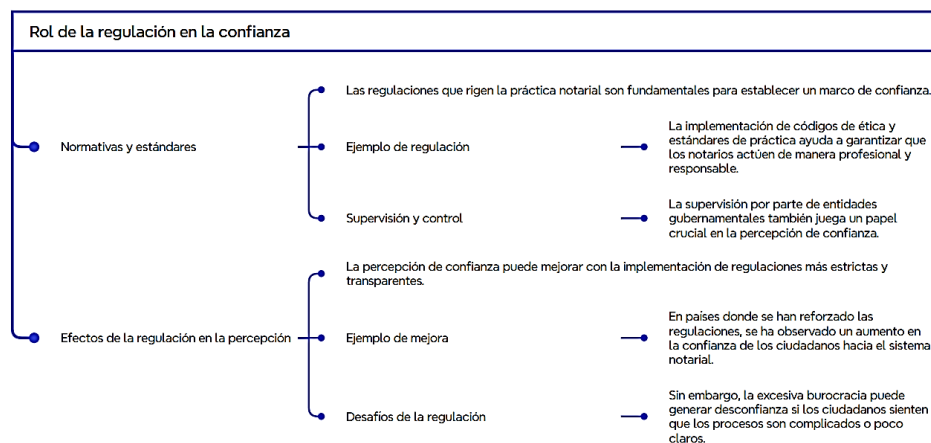 Rol de la regulación en la confianza
Las regulaciones que rigen la práctica notarial son fundamentales para establecer un marco de confianza.
Normativas y estándares
Ejemplo de regulación
La implementación de códigos de ética y
estándares de práctica ayuda a garantizar que
los notarios actúen de manera profesional y
responsable.
Supervisión y control
La supervisión por parte de entidades
gubernamentales también juega un papel
crucial en la percepción de confianza.
La percepción de confianza puede mejorar con la implementación de regulaciones más estrictas y
transparentes.
Efectos de la regulación en la percepción
Ejemplo de mejora
En países donde se han reforzado las
regulaciones, se ha observado un aumento en
la confianza de los ciudadanos hacia el sistema
notarial.
Desafíos de la regulación
Sin embargo, la excesiva burocracia puede
generar desconfianza si los ciudadanos sienten
que los procesos son complicados o poco
claros.